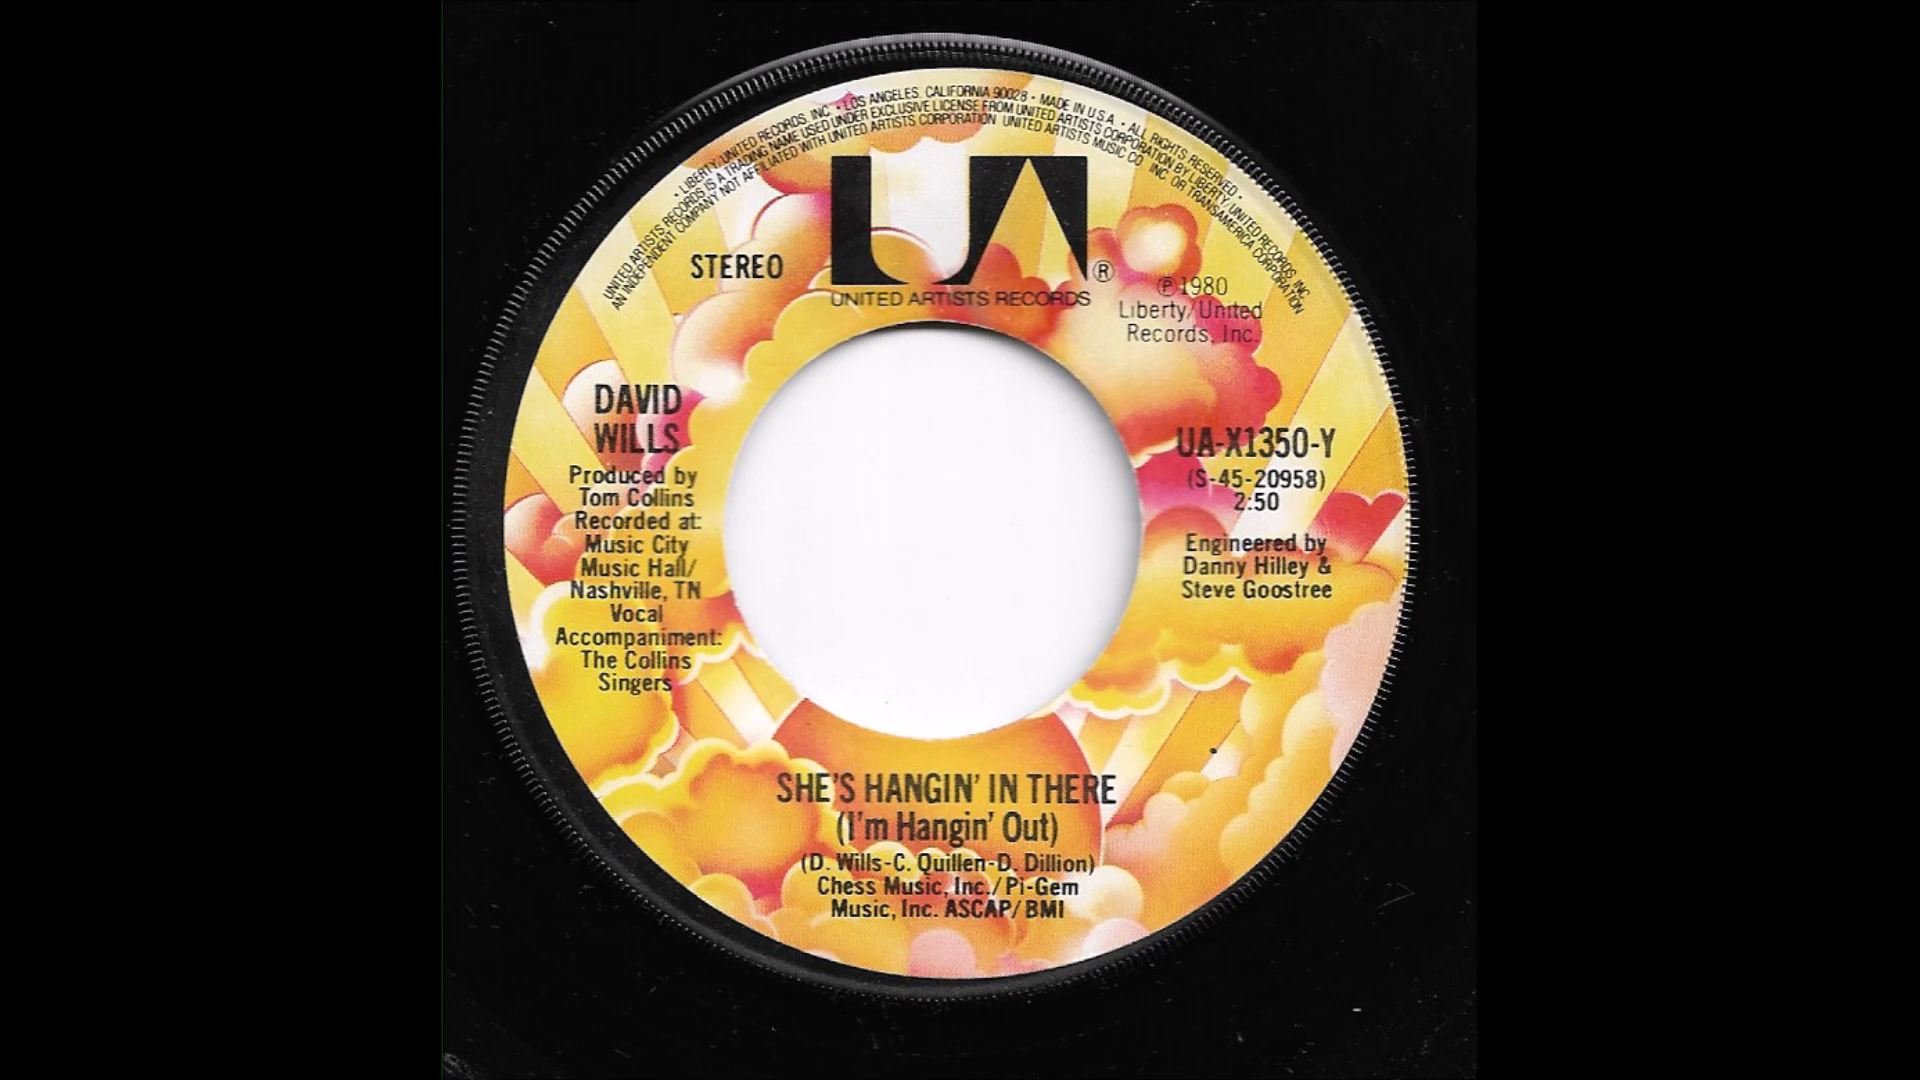 • LIBERTY/UNITED RECORDS, INC. • LOS ANGELES, CALIFORNIA 90028 • MADE IN U.S.A. • ALL RIGHTS RESERVED •
UNITED ARTISTS RECORDS IS A TRADING NAME USED UNDER EXCLUSIVE LICENSE FROM UNITED ARTISTS CORPORATION BY LIBERTY/UNITED RECORDS, INC.
AN INDEPENDENT COMPANY NOT AFFILIATED WITH UNITED ARTISTS CORPORATION UNITED ARTISTS MUSIC CO INC OR TRANSAMERICA CORPORATION
UA
®
UNITED ARTISTS RECORDS
STEREO
℗ 1980
Liberty/United
Records, Inc.
DAVID
WILLS
Produced by
Tom Collins
Recorded at:
Music City
Music Hall/
Nashville, TN
Vocal
Accompaniment:
The Collins
Singers
UA-X1350-Y
(S-45-20958)
2:50
Engineered by
Danny Hilley &
Steve Goostree
SHE'S HANGIN' IN THERE
(I'm Hangin' Out)
(D. Wills-C. Quillen-D. Dillion)
Chess Music, Inc./Pi-Gem
Music, Inc. ASCAP/BMI